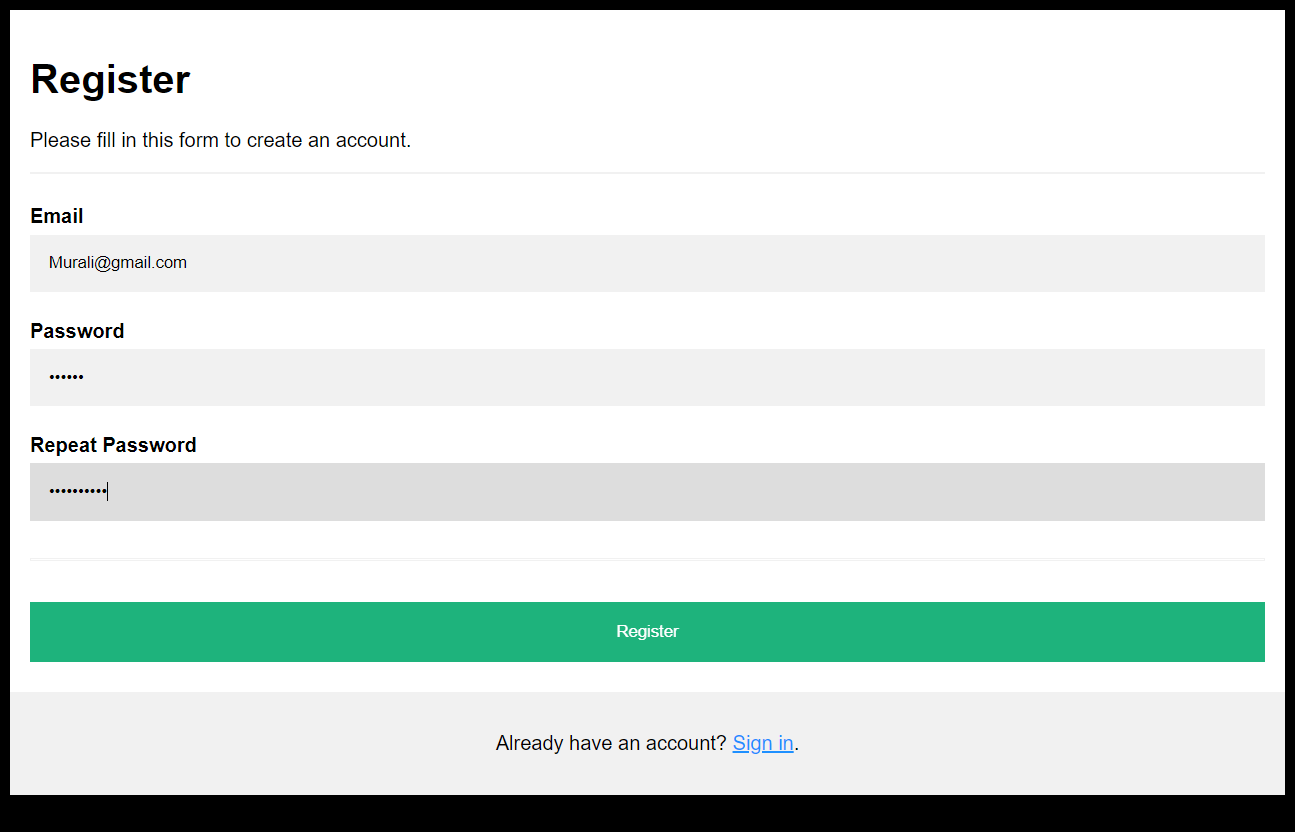 Register
Please fill in this form to create an account.
Email
Murali@gmail.com
Password
••••••
Repeat Password
••••••••••
Register
Already have an account? Sign in.